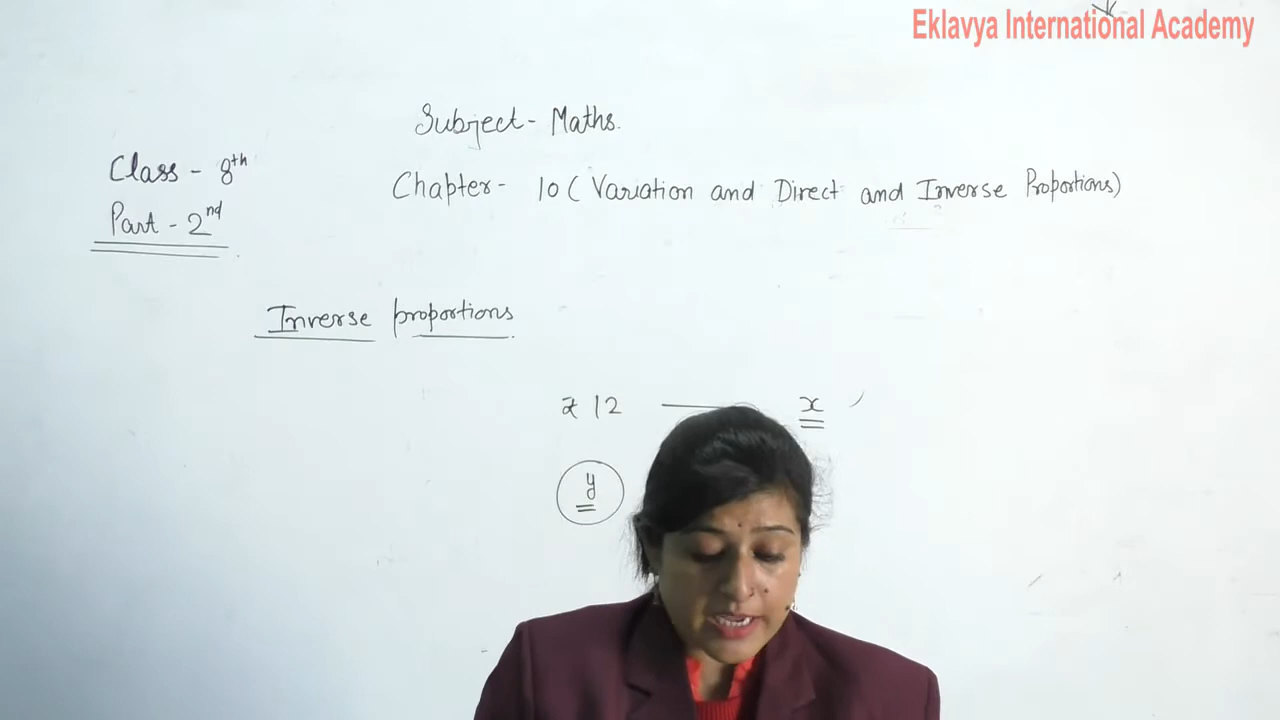 Eklavya International Academy
Subject - Maths.
Class - 8th
Chapter - 10 ( Variation and Direct and Inverse Proportions)
Part - 2nd
Inverse proportions
₹ 12 — x
y